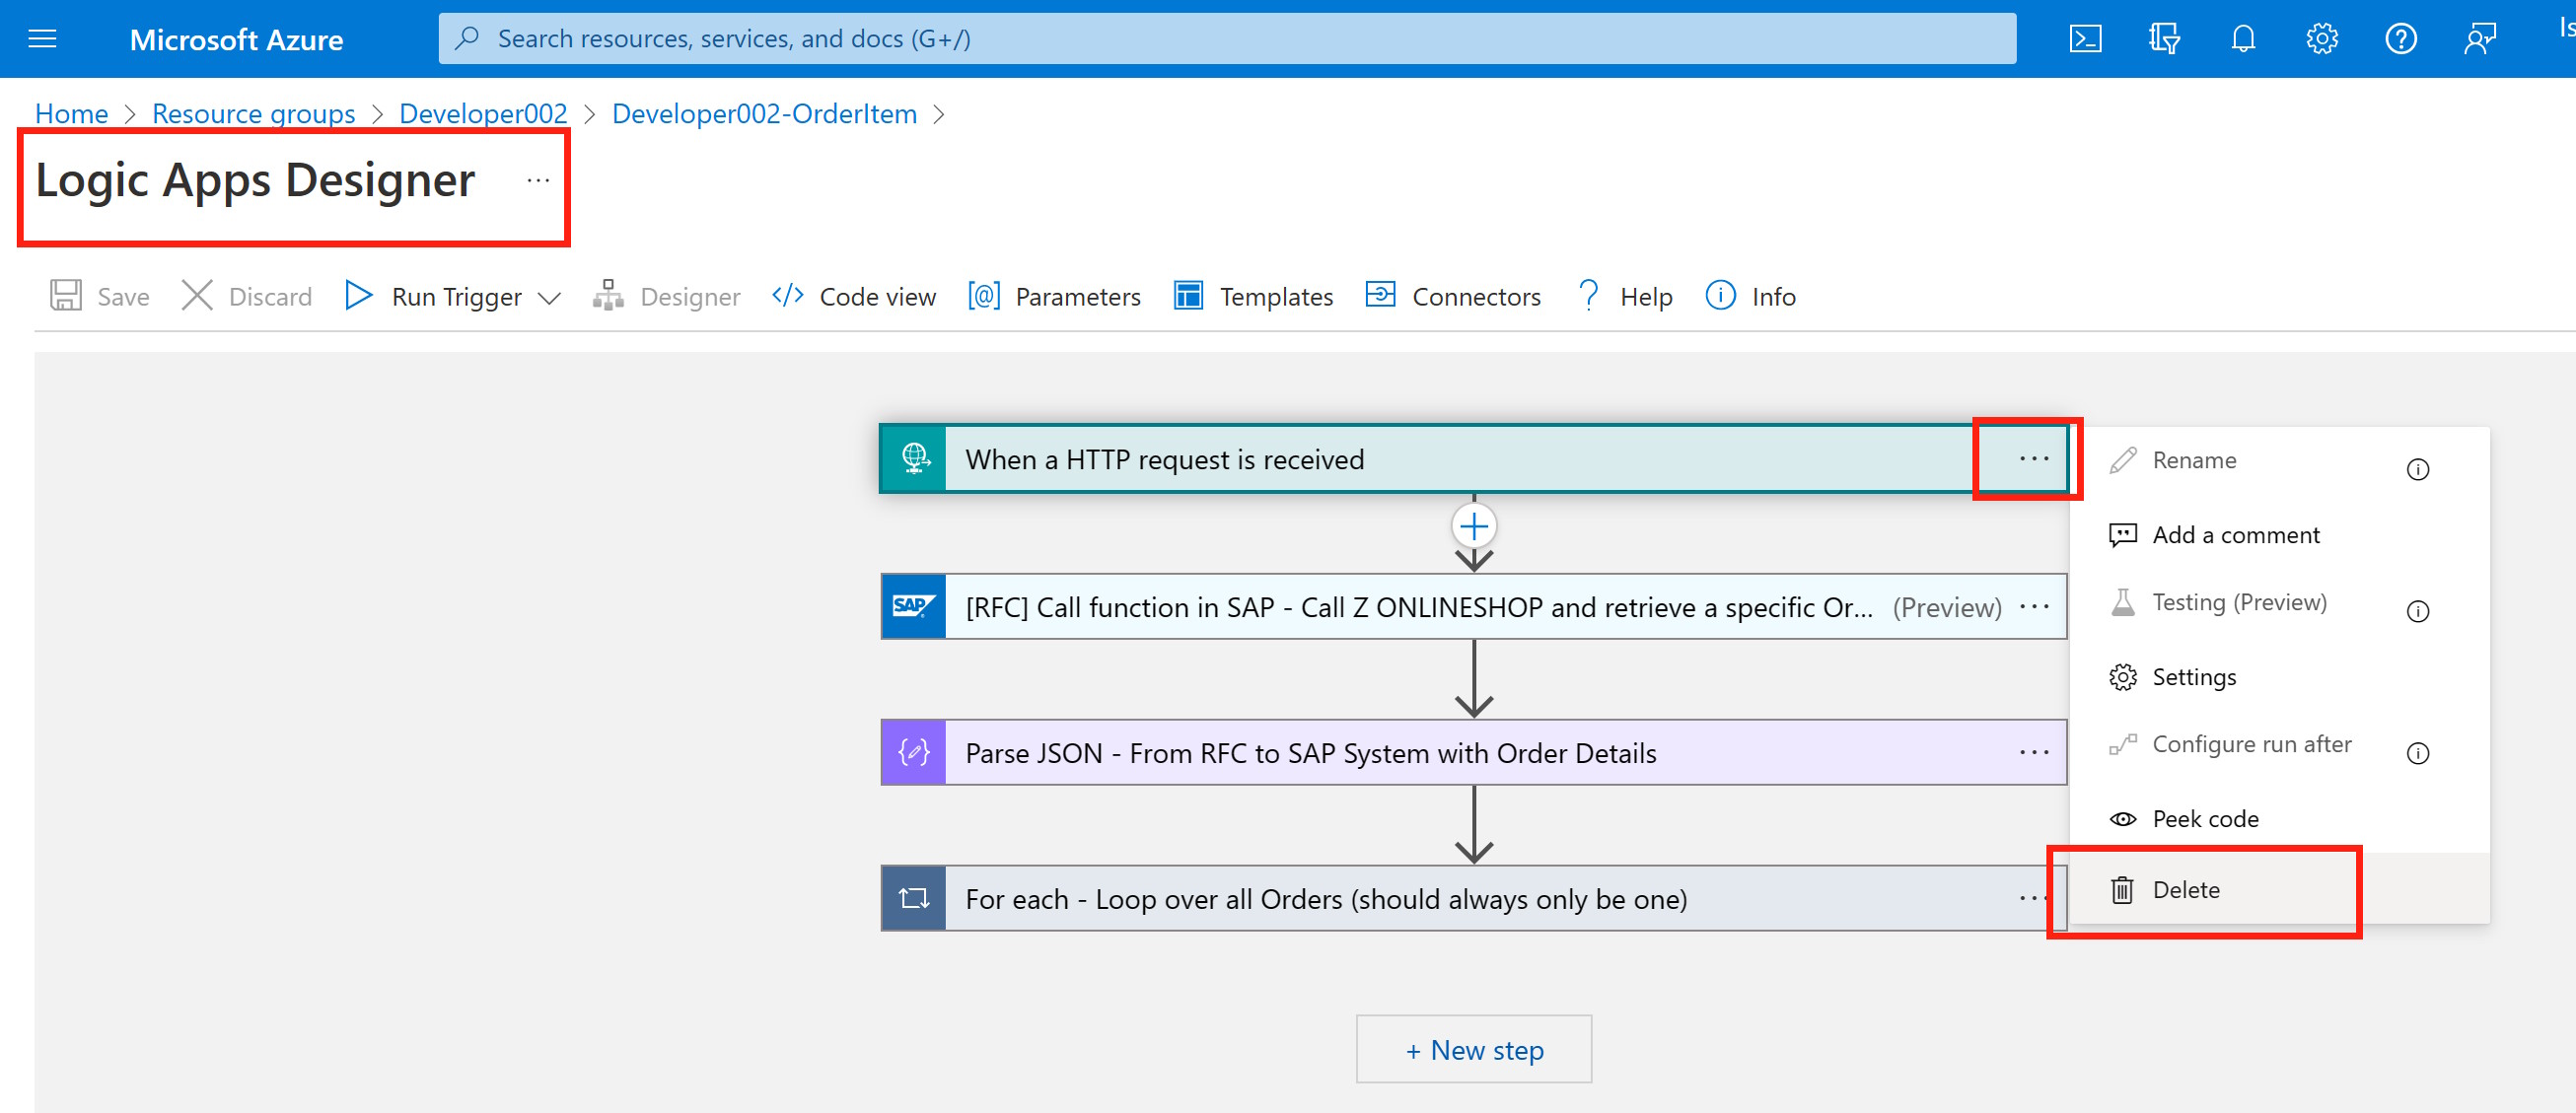 Microsoft Azure
Search resources, services, and docs (G+/)
Home > Resource groups > Developer002 > Developer002-OrderItem >
Logic Apps Designer ...
Save Discard Run Trigger Designer Code view Parameters Templates Connectors Help Info
When a HTTP request is received ...
SAP [RFC] Call function in SAP - Call Z ONLINESHOP and retrieve a specific Or... (Preview) ...
Parse JSON - From RFC to SAP System with Order Details ...
For each - Loop over all Orders (should always only be one) ...
+ New step
Rename
Add a comment
Testing (Preview)
Settings
Configure run after
Peek code
Delete